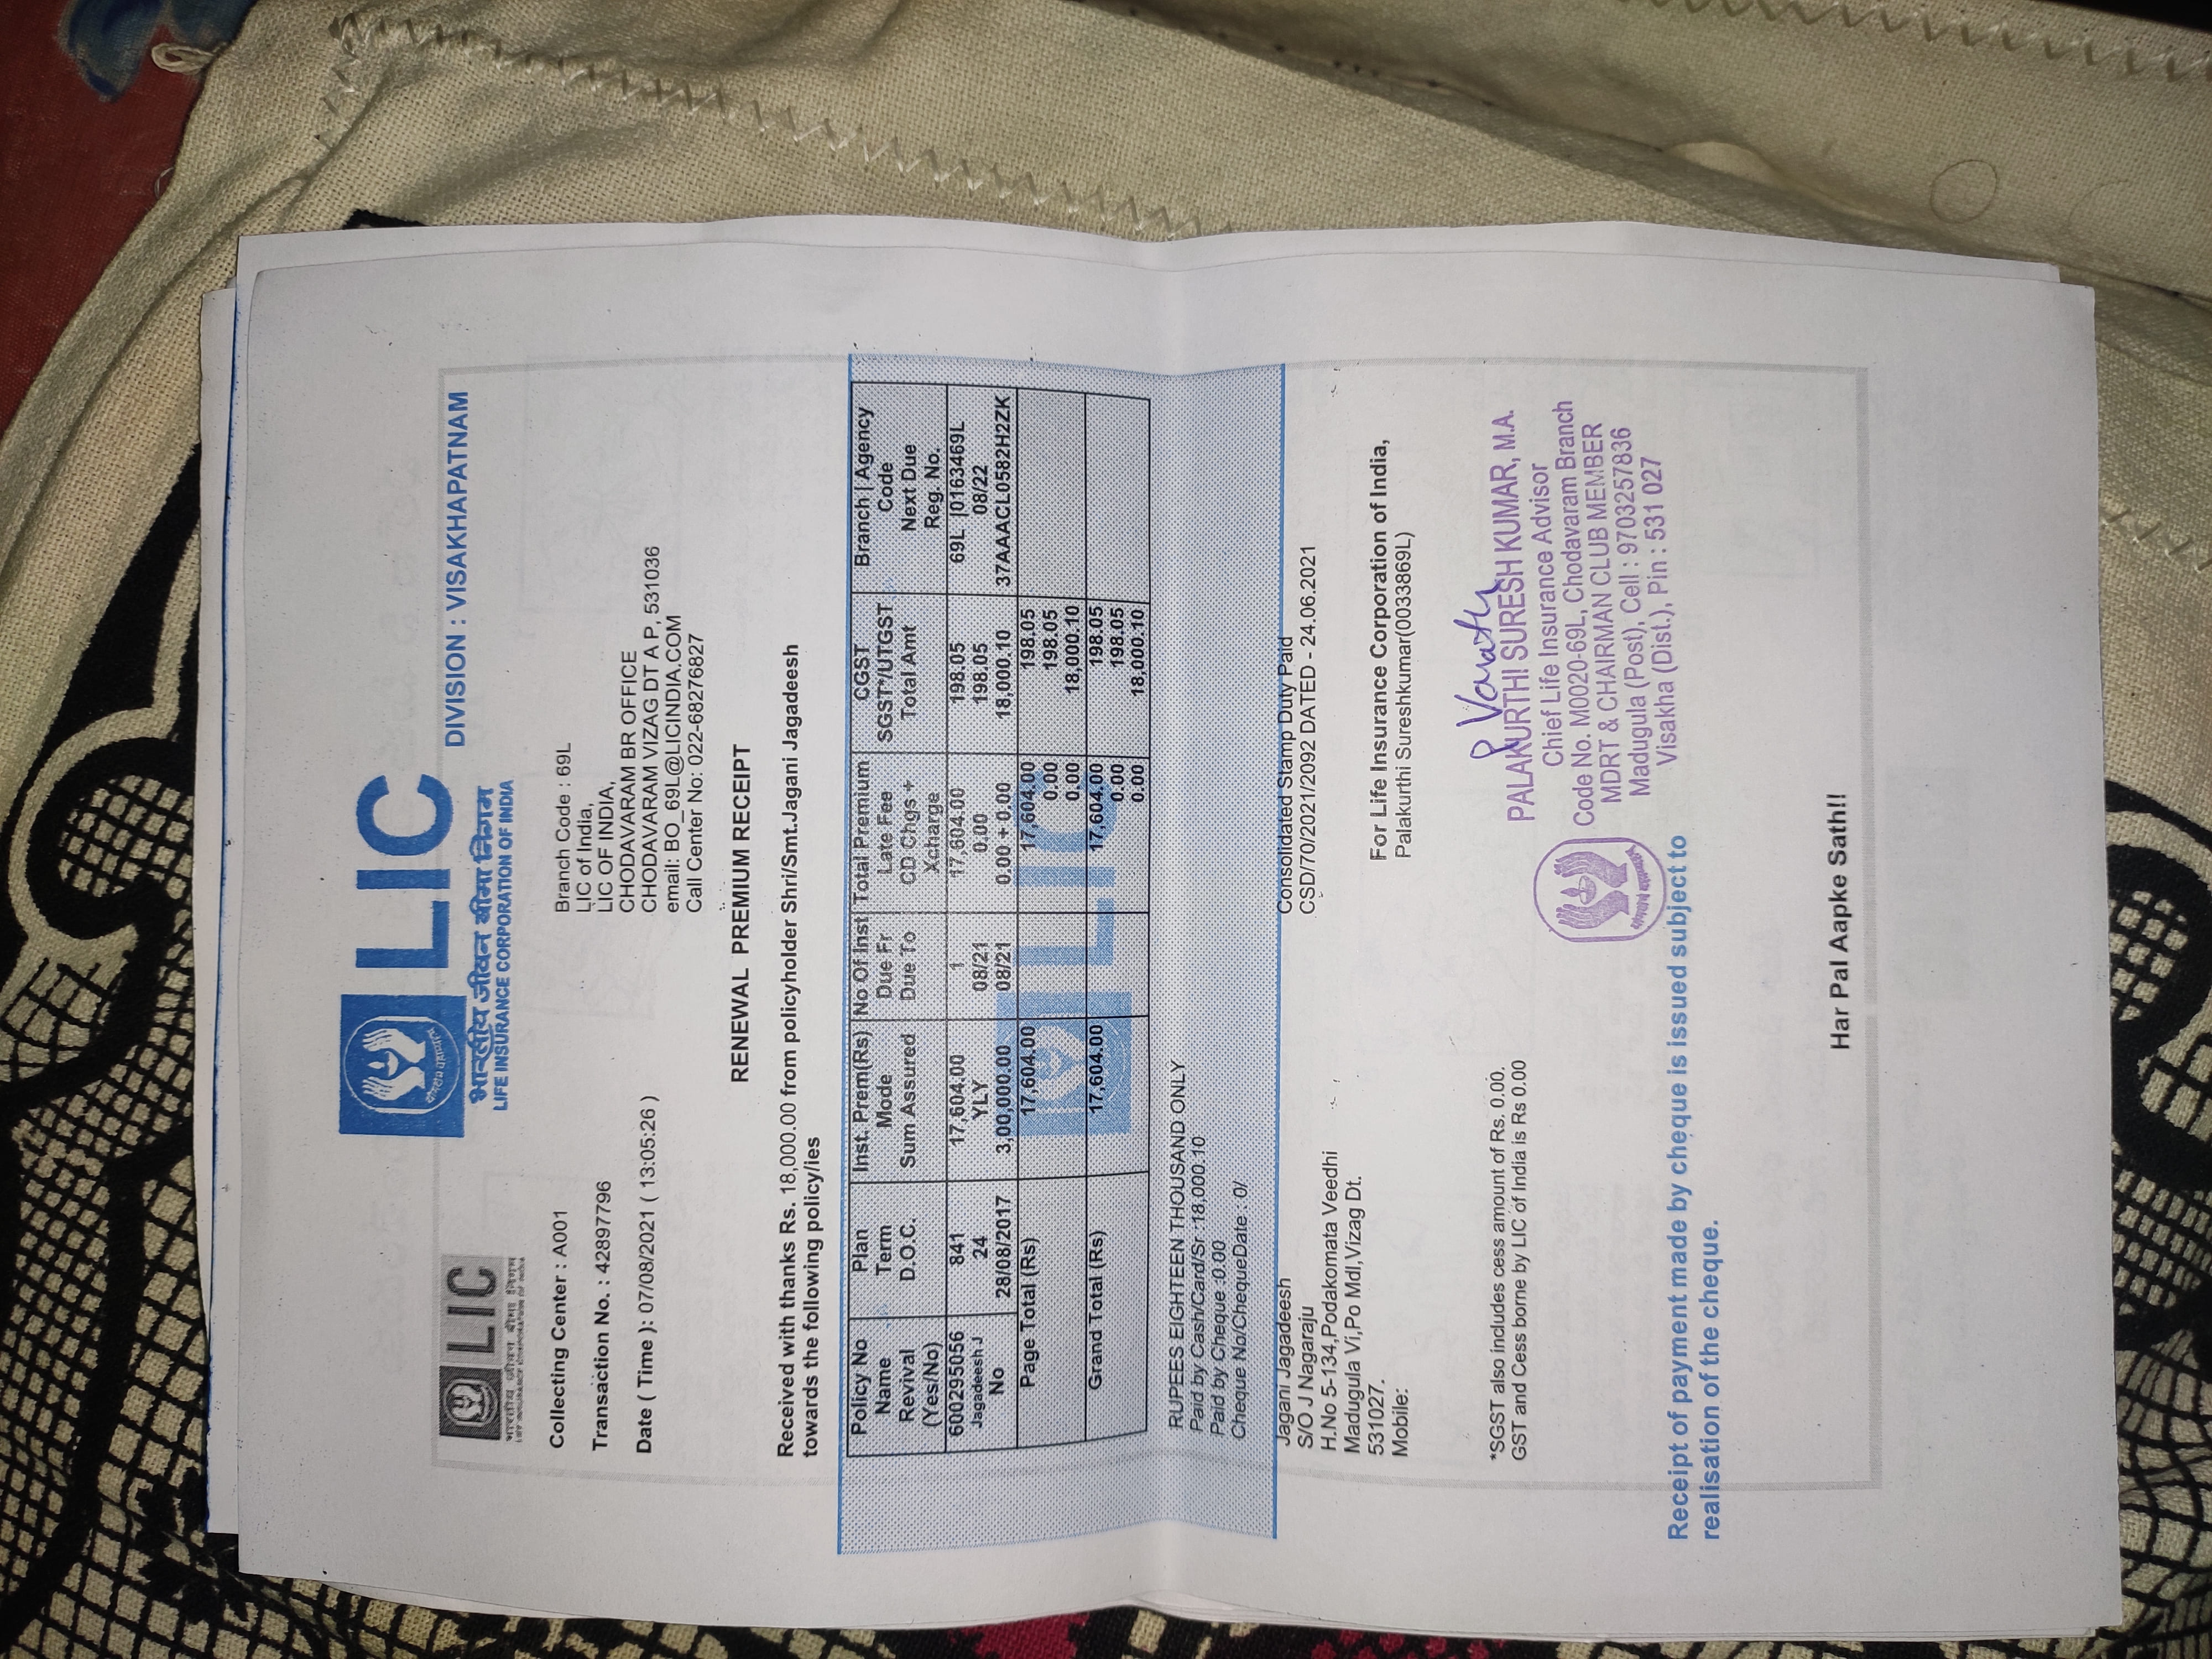 LIC
भारतीय जीवन बीमा निगम
LIFE INSURANCE CORPORATION OF INDIA
DIVISION : VISAKHAPATNAM
LIC
भारतीय जीवन बीमा निगम
LIFE INSURANCE CORPORATION OF INDIA
Collecting Center : A001
Transaction No. : 42897796
Date ( Time ): 07/08/2021 ( 13:05:26 )
Branch Code : 69L
LIC of India,
LIC OF INDIA,
CHODAVARAM BR OFFICE
CHODAVARAM VIZAG DT A P, 531036
email: BO_69L@LICINDIA.COM
Call Center No: 022-68276827
RENEWAL PREMIUM RECEIPT
Received with thanks Rs. 18,000.00 from policyholder Shri/Smt.Jagani Jagadeesh
towards the following policy/ies
Policy No Plan Inst. Prem(Rs) No Of Inst Total Premium CGST Branch | Agency
Name Term Mode Due Fr Late Fee SGST*/UTGST Code
Revival D.O.C. Sum Assured Due To CD Chgs + Total Amt Next Due
(Yes/No) Xcharge Reg. No.
600295056 841 17,604.00 1 17,604.00 198.05 69L |0163469L
Jagadeesh J 24 YLY 08/21 0.00 198.05 08/22
No 28/08/2017 3,00,000.00 08/21 0.00 + 0.00 18,000.10 37AAACL0582H2ZK
Page Total (Rs) 17,604.00 17,604.00 198.05
0.00 198.05
0.00 18,000.10
Grand Total (Rs) 17,604.00 17,604.00 198.05
0.00 198.05
0.00 18,000.10
LIC
RUPEES EIGHTEEN THOUSAND ONLY
Paid by Cash/Card/Sr :18,000.10
Paid by Cheque :0.00
Cheque No/ChequeDate : 0/
Jagani Jagadeesh
S/O J Nagaraju
H.No 5-134,Podakomata Veedhi
Madugula Vi,Po Mdl,Vizag Dt.
531027.
Mobile:
Consolidated Stamp Duty Paid
CSD/70/2021/2092 DATED - 24.06.2021
For Life Insurance Corporation of India,
Palakurthi Sureshkumar(0033869L)
*SGST also includes cess amount of Rs. 0.00.
GST and Cess borne by LIC of India is Rs 0.00
PALAKURTHI SURESH KUMAR, M.A.
Chief Life Insurance Advisor
Code No. M0020-69L, Chodavaram Branch
MDRT & CHAIRMAN CLUB MEMBER
Madugula (Post), Cell : 9703257836
Visakha (Dist.), Pin : 531 027
Receipt of payment made by cheque is issued subject to
realisation of the cheque.
Har Pal Aapke Sath!!